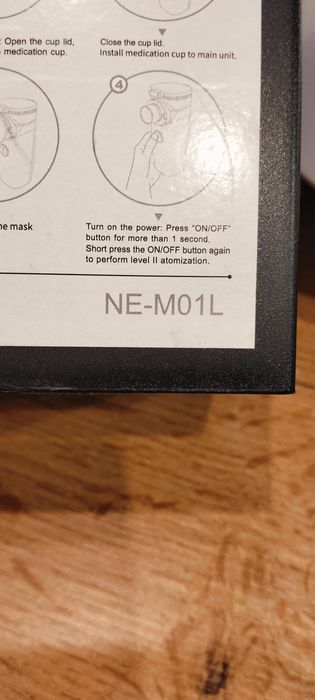 Open the cup lid,
medication cup.
Close the cup lid.
Install medication cup to main unit.
4
mask
Turn on the power: Press "ON/OFF"
button for more than 1 second.
Short press the ON/OFF button again
to perform level II atomization.
NE-M01L